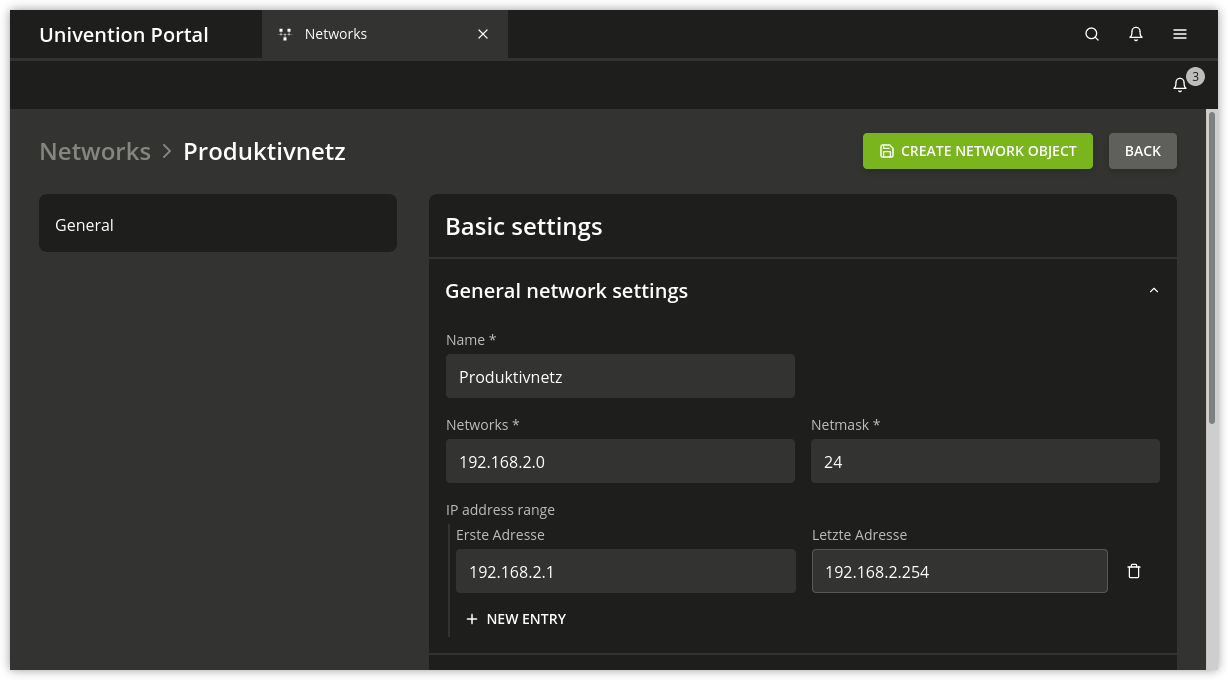 Univention Portal
Networks
3
Networks > Produktivnetz
CREATE NETWORK OBJECT
BACK
General
Basic settings
General network settings
Name *
Produktivnetz
Networks *
Netmask *
192.168.2.0
24
IP address range
Erste Adresse
Letzte Adresse
192.168.2.1
192.168.2.254
+ NEW ENTRY